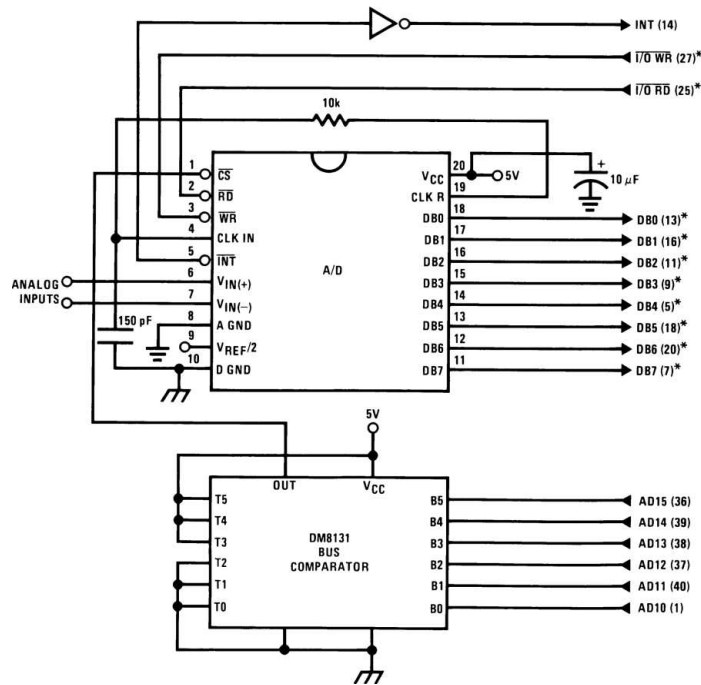 INT (14)
I/O WR (27)*
I/O RD (25)*
10k
1 CS
2 RD
3 WR
4 CLK IN
5 INT
6 VIN(+)
7 VIN(−)
8 A GND
9 VREF/2
10 D GND
A/D
20 VCC
5V
+
10 μF
19 CLK R
18 DB0
17 DB1
16 DB2
15 DB3
14 DB4
13 DB5
12 DB6
11 DB7
DB0 (13)*
DB1 (16)*
DB2 (11)*
DB3 (9)*
DB4 (5)*
DB5 (18)*
DB6 (20)*
DB7 (7)*
ANALOG
INPUTS
150 pF
5V
OUT
VCC
T5
T4
T3
T2
T1
T0
DM8131
BUS
COMPARATOR
B5
B4
B3
B2
B1
B0
AD15 (36)
AD14 (39)
AD13 (38)
AD12 (37)
AD11 (40)
AD10 (1)